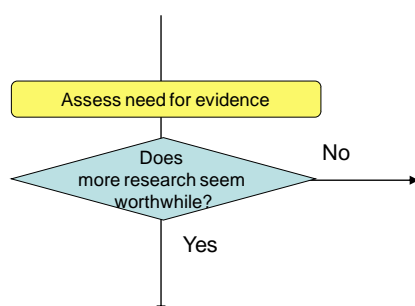 Assess need for evidence
Does
more research seem
worthwhile?
No
Yes